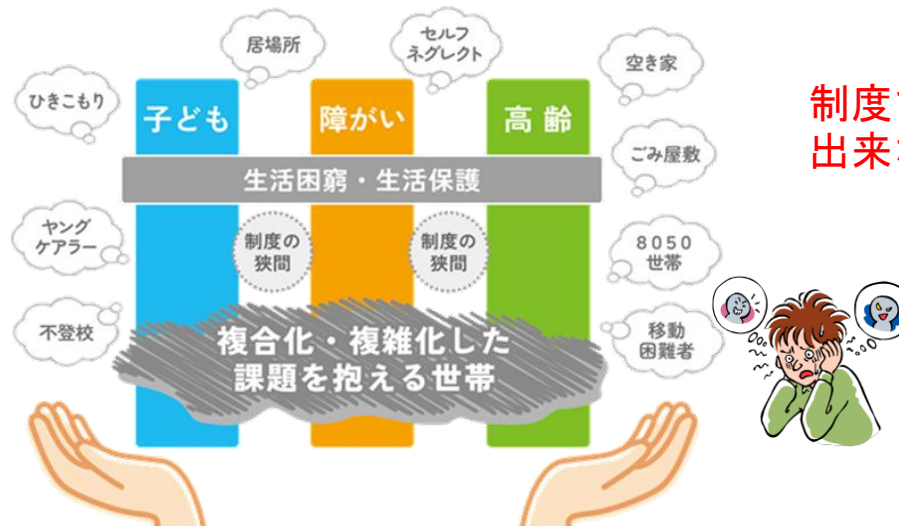 居場所
セルフ
ネグレクト
空き家
ひきこもり
子ども
障がい
高齢
制度
出来
ごみ屋敷
生活困窮・生活保護
ヤング
ケアラー
制度の
狭間
制度の
狭間
8050
世帯
不登校
複合化・複雑化した
課題を抱える世帯
移動
困難者